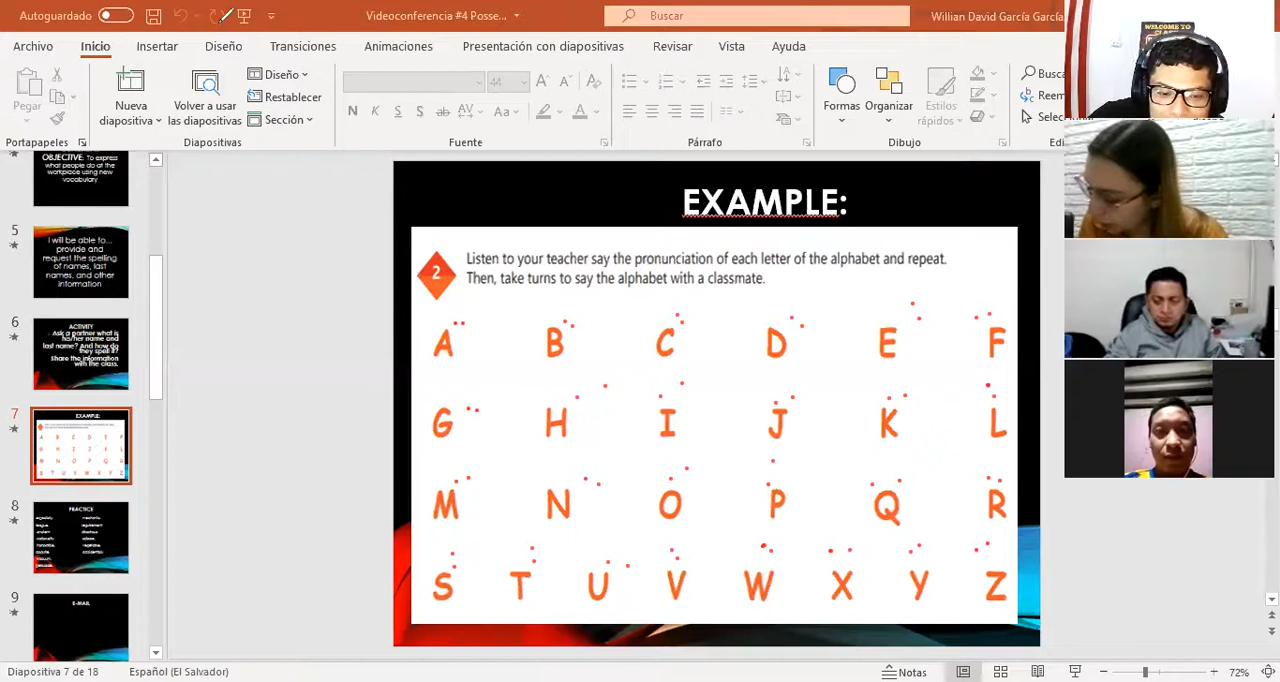 Autoguardado
Videoconferencia #4 Posse...
Buscar
Willian David García García
WELCOME TO
Archivo
Inicio
Insertar
Diseño
Transiciones
Animaciones
Presentación con diapositivas
Revisar
Vista
Ayuda
Pegar
Nueva
diapositiva
Volver a usar
las diapositivas
Diseño
Restablecer
Sección
44
N
K
S
S
ab
AV
Aa
A
Formas
Organizar
Estilos
rápidos
Portapapeles
Diapositivas
Fuente
Párrafo
Dibujo
OBJECTIVE: To express
what people do at the
workplace using new
vocabulary
5
I will be able to...
provide and
request the spelling
of names, last
names, and other
information
6
ACTIVITY
Ask a partner what is
his/her name and
last name? And how do
they spell it?
Share the information
with the class.
7
EXAMPLE:
8
PRACTICE
9
E-MAIL
EXAMPLE:
2
Listen to your teacher say the pronunciation of each letter of the alphabet and repeat.
Then, take turns to say the alphabet with a classmate.
A B C D E F
G H I J K L
M N O P Q R
S T U V W X Y Z
Diapositiva 7 de 18
Español (El Salvador)
Notas
72%